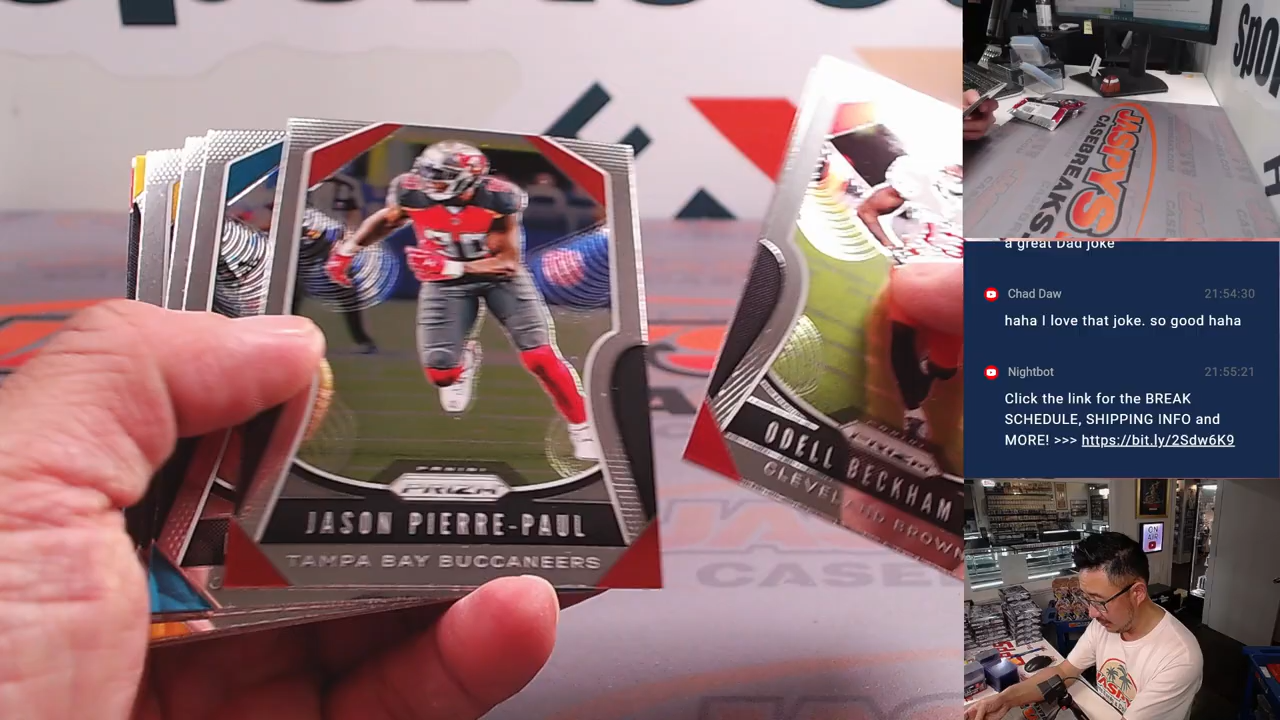 PRIZM
JASON PIERRE-PAUL
TAMPA BAY BUCCANEERS
PRIZM
ODELL BECKHAM
CLEVELAND BROWN
JASPYS
CASEBREAKS
a great Dad joke
Chad Daw 21:54:30
haha I love that joke. so good haha
Nightbot 21:55:21
Click the link for the BREAK
SCHEDULE, SHIPPING INFO and
MORE! >>> https://bit.ly/2Sdw6K9
ON
AIR